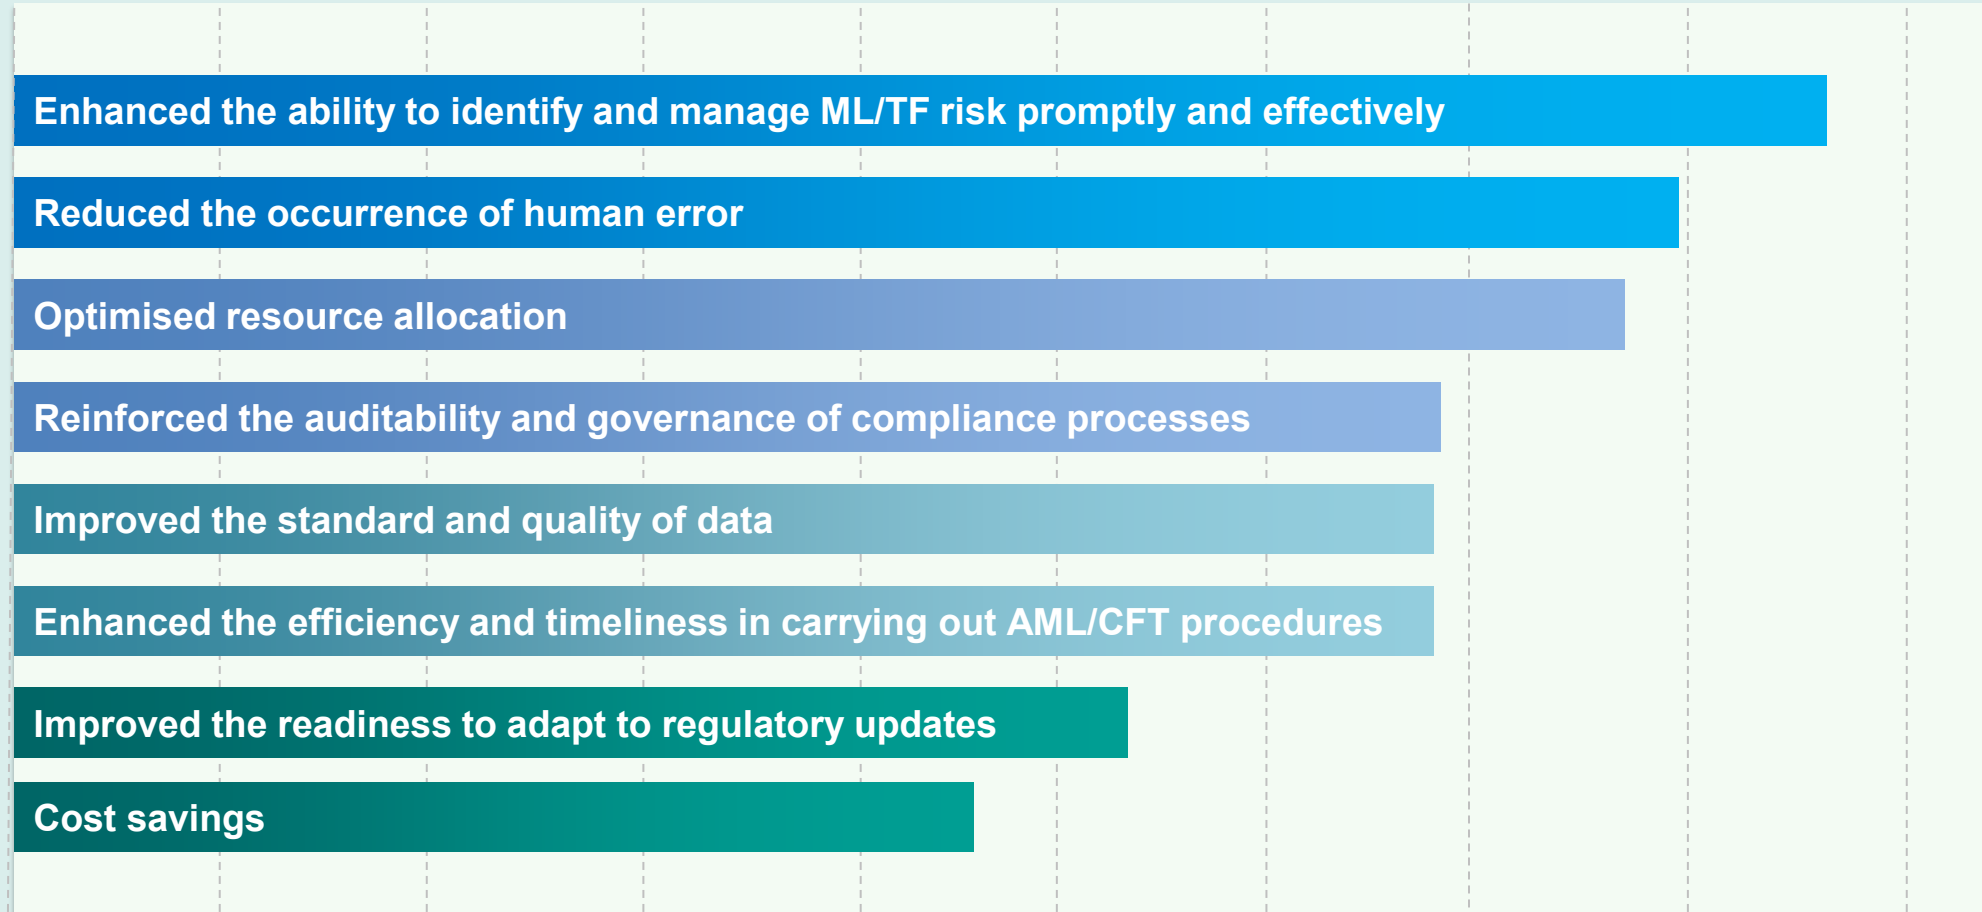 Enhanced the ability to identify and manage ML/TF risk promptly and effectively
Reduced the occurrence of human error
Optimised resource allocation
Reinforced the auditability and governance of compliance processes
Improved the standard and quality of data
Enhanced the efficiency and timeliness in carrying out AML/CFT procedures
Improved the readiness to adapt to regulatory updates
Cost savings